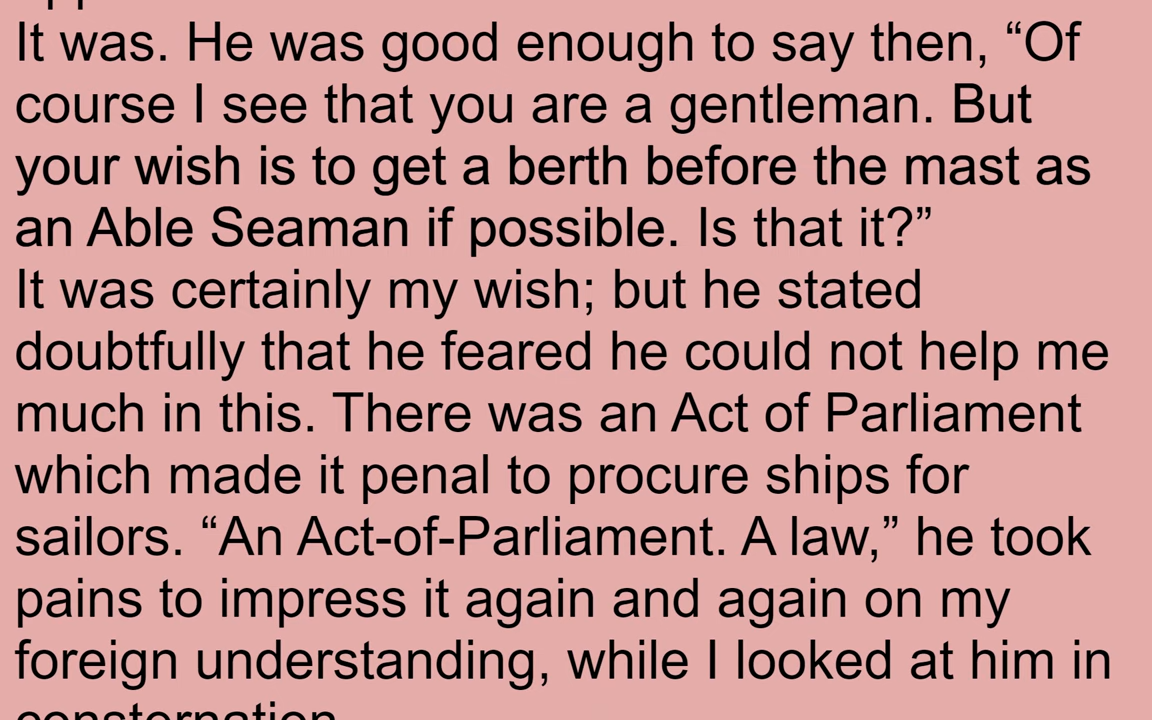 It was. He was good enough to say then, “Of
course I see that you are a gentleman. But
your wish is to get a berth before the mast as
an Able Seaman if possible. Is that it?”
It was certainly my wish; but he stated
doubtfully that he feared he could not help me
much in this. There was an Act of Parliament
which made it penal to procure ships for
sailors. “An Act-of-Parliament. A law,” he took
pains to impress it again and again on my
foreign understanding, while I looked at him in
consternation.